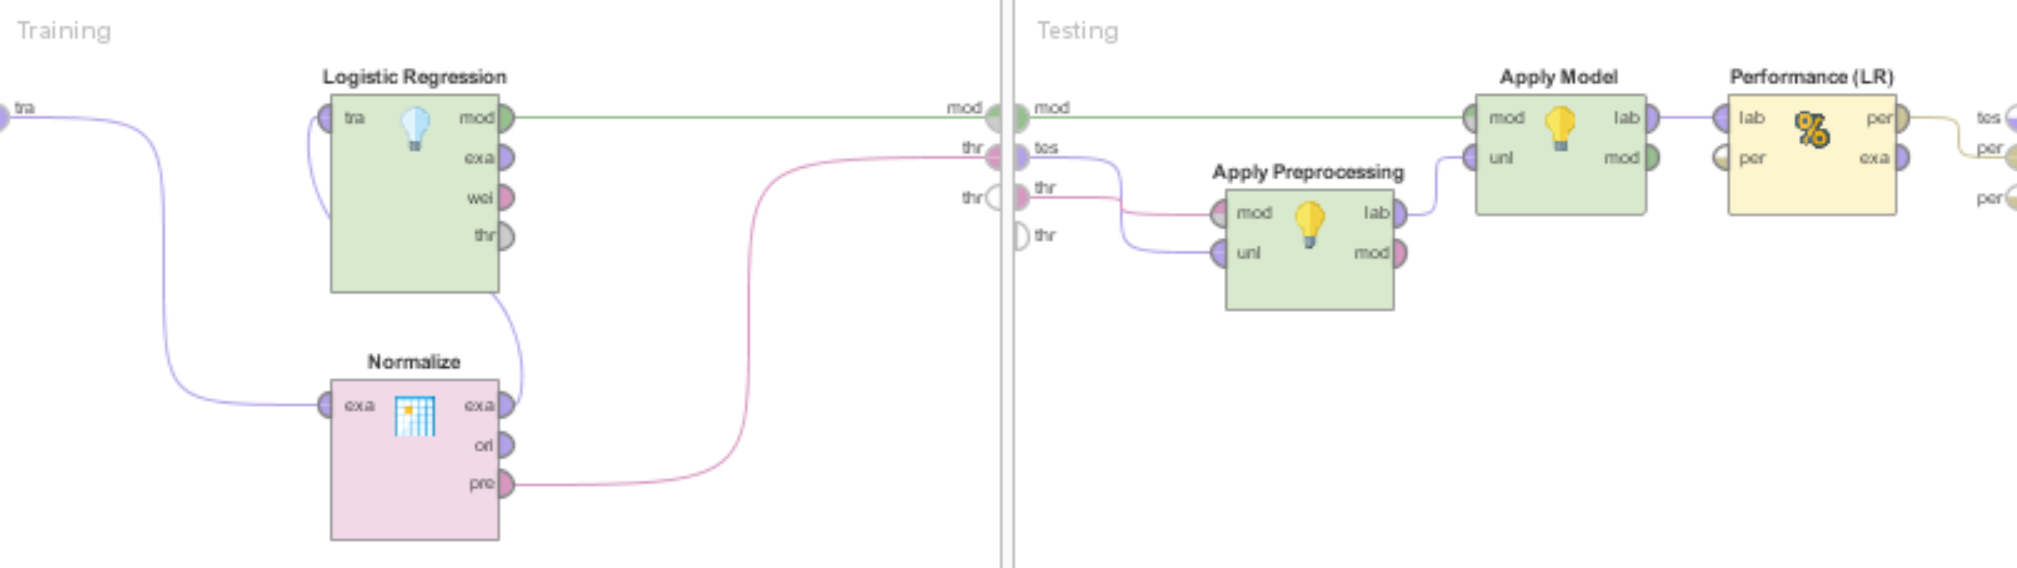 Training
tra
Logistic Regression
tra
mod
exa
wei
thr
Normalize
exa
exa
ori
pre
mod
thr
thr
Testing
mod
tes
thr
thr
Apply Preprocessing
mod
lab
unl
mod
Apply Model
mod
lab
unl
mod
Performance (LR)
%
lab
per
per
exa
tes
per
per